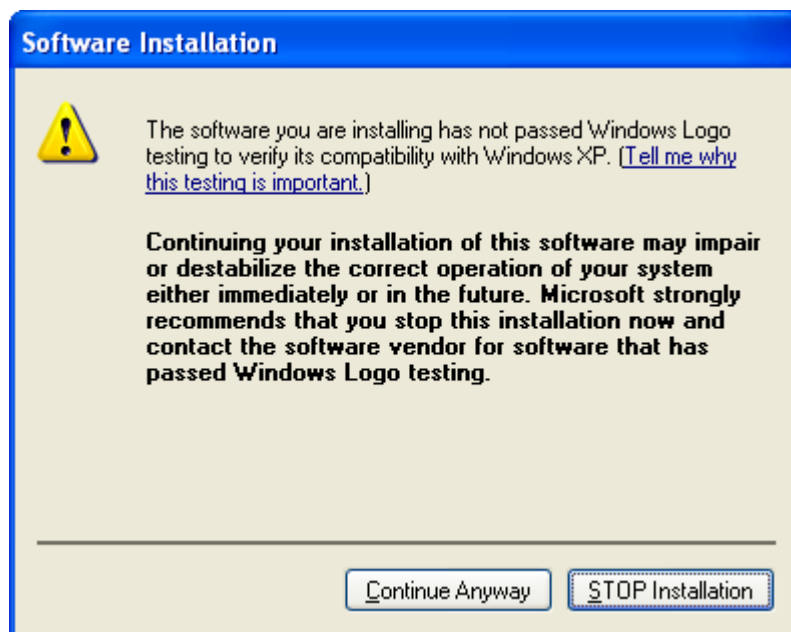 Software Installation
The software you are installing has not passed Windows Logo
testing to verify its compatibility with Windows XP. (Tell me why
this testing is important.)
Continuing your installation of this software may impair
or destabilize the correct operation of your system
either immediately or in the future. Microsoft strongly
recommends that you stop this installation now and
contact the software vendor for software that has
passed Windows Logo testing.
Continue Anyway
STOP Installation